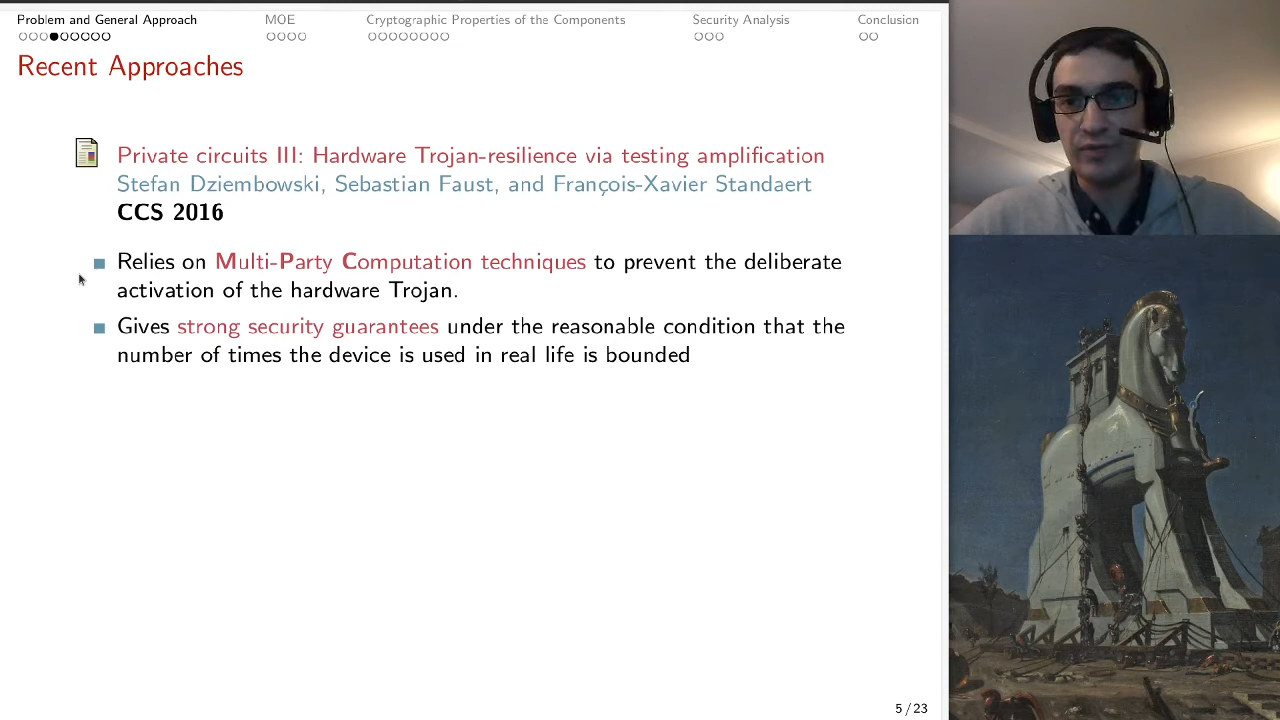 Problem and General Approach MOE Cryptographic Properties of the Components Security Analysis Conclusion
Recent Approaches
Private circuits III: Hardware Trojan-resilience via testing amplification
Stefan Dziembowski, Sebastian Faust, and François-Xavier Standaert
CCS 2016
Relies on Multi-Party Computation techniques to prevent the deliberate
activation of the hardware Trojan.
Gives strong security guarantees under the reasonable condition that the
number of times the device is used in real life is bounded
5 / 23